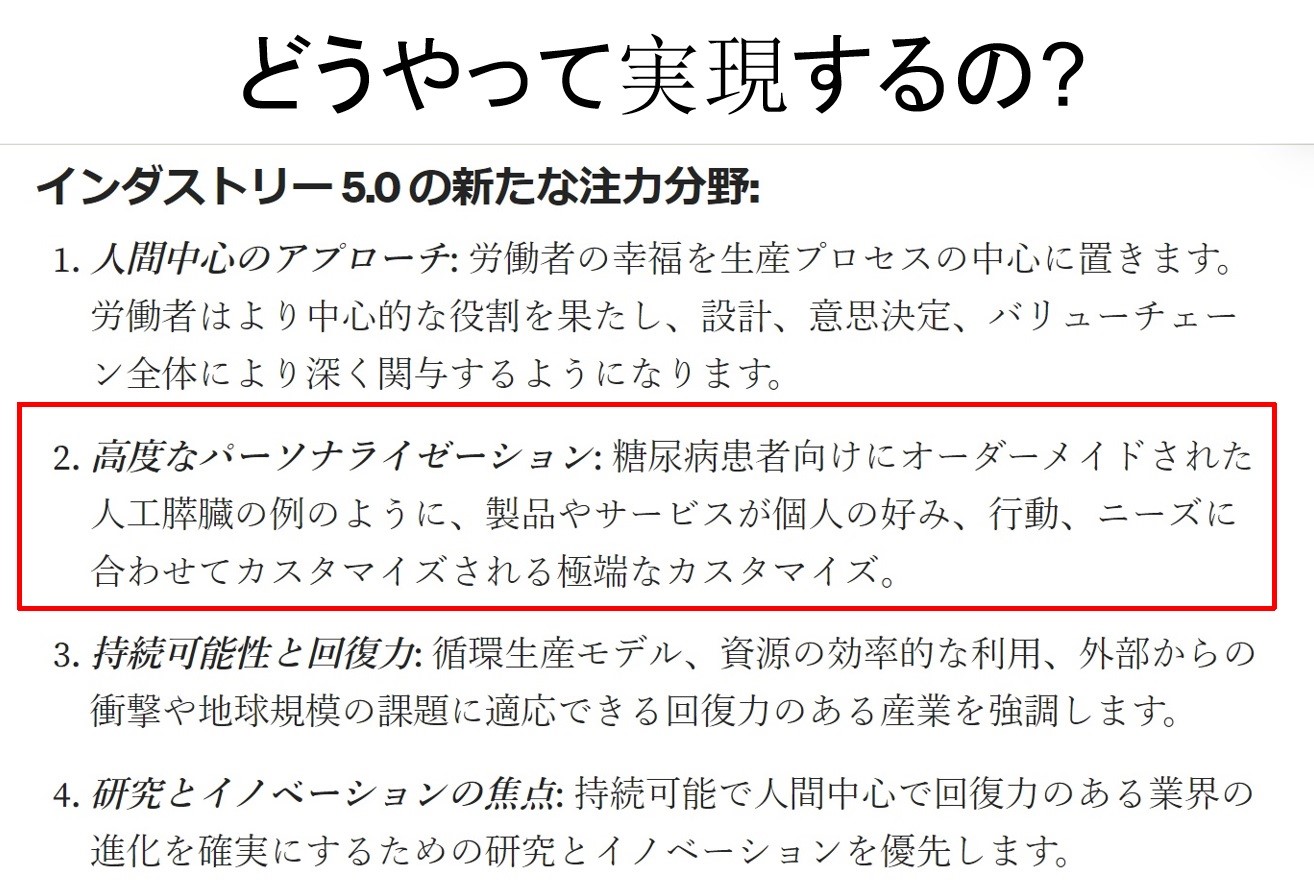 どうやって実現するの?
インダストリー 5.0 の新たな注力分野:
1. 人間中心のアプローチ: 労働者の幸福を生産プロセスの中心に置きます。
労働者はより中心的な役割を果たし、設計、意思決定、バリューチェー
ン全体により深く関与するようになります。
2. 高度なパーソナライゼーション: 糖尿病患者向けにオーダーメイドされた
人工膵臓の例のように、製品やサービスが個人の好み、行動、ニーズに
合わせてカスタマイズされる極端なカスタマイズ。
3. 持続可能性と回復力: 循環生産モデル、資源の効率的な利用、外部からの
衝撃や地球規模の課題に適応できる回復力のある産業を強調します。
4. 研究とイノベーションの焦点: 持続可能で人間中心で回復力のある業界の
進化を確実にするための研究とイノベーションを優先します。